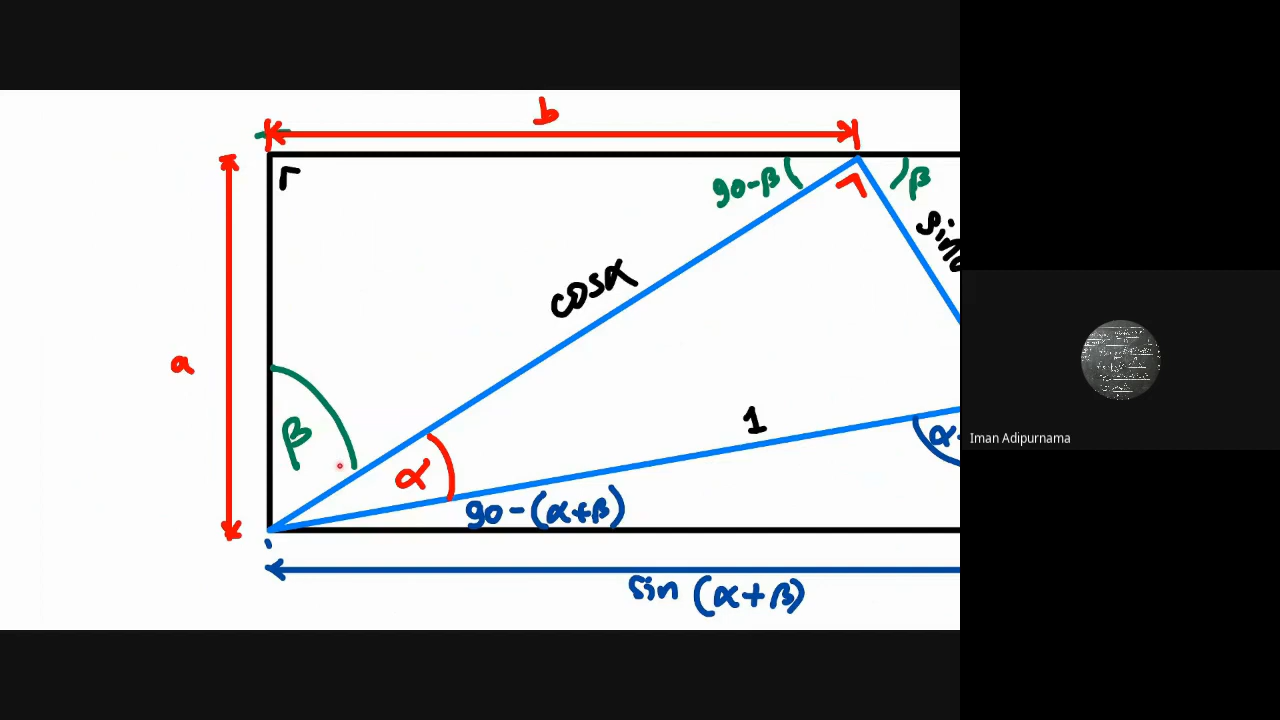 b
90-β
β
cosα
a
1
β
α
90-(α+β)
sin (α+β)
Iman Adipurnama